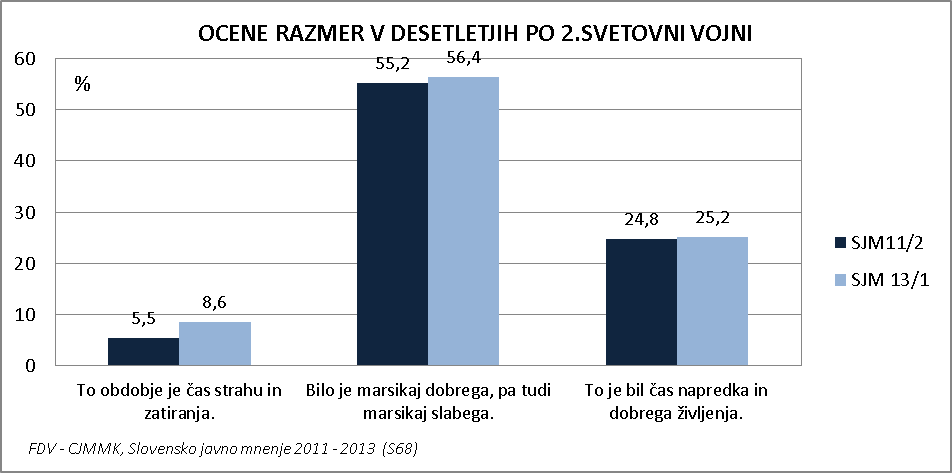 OCENE RAZMER V DESETLETJIH PO 2.SVETOVNI VOJNI
%
60
50
40
30
20
10
0
5,5
8,6
55,2
56,4
24,8
25,2
To obdobje je čas strahu in
zatiranja.
Bilo je marsikaj dobrega, pa tudi
marsikaj slabega.
To je bil čas napredka in
dobrega življenja.
SJM11/2
SJM 13/1
FDV - CJMMK, Slovensko javno mnenje 2011 - 2013 (S68)